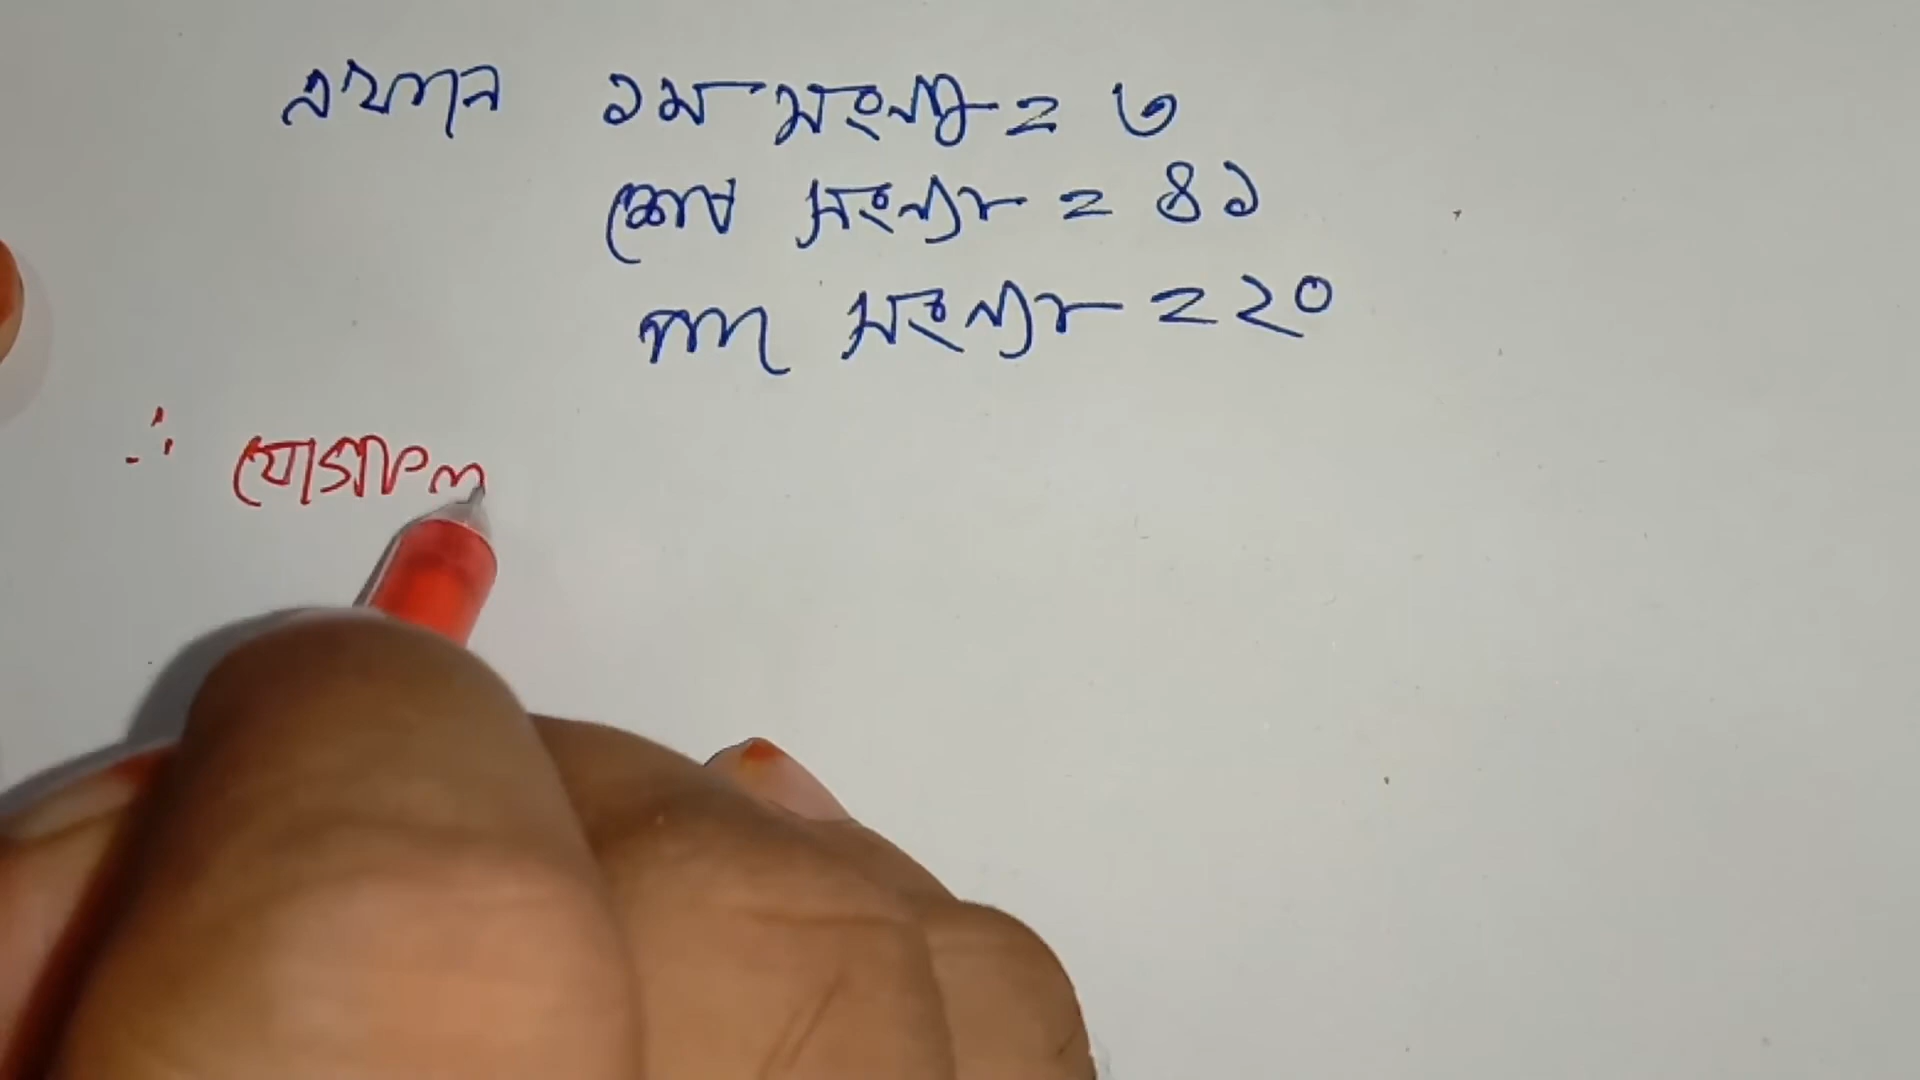 এখানে ১ম সংখ্যা = ৩
শেষ সংখ্যা = ৪১
পদ সংখ্যা = ২০
∴ যোগফল